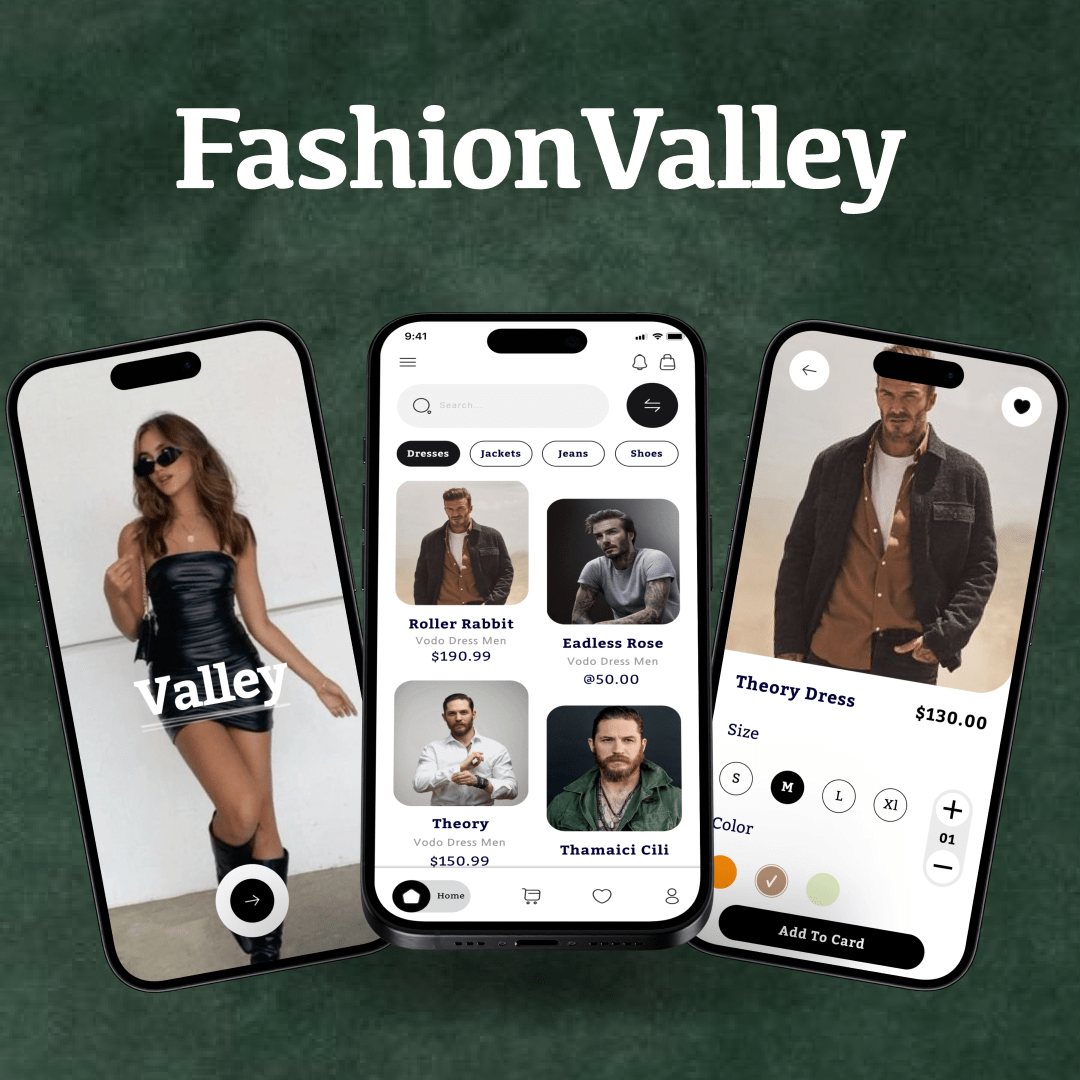 FashionValley
Valley
9:41
Search....
Dresses
Jackets
Jeans
Shoes
Roller Rabbit
Vodo Dress Men
$190.99
Eadless Rose
Vodo Dress Men
@50.00
Theory
Vodo Dress Men
$150.99
Thamaici Cili
Home
Theory Dress
$130.00
Size
S
M
L
Xl
01
Color
Add To Card